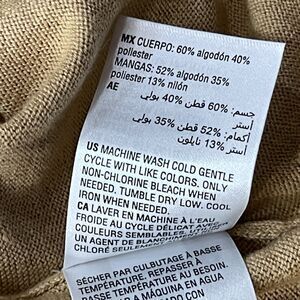 MX CUERPO: 60% algodón 40%
poliester
MANGAS: 52% algodón 35%
poliester 13% nilón
AE
جسم: 60% قطن 40% بولي
أستر
أكمام: 52% قطن 35% بولي
أستر 13% نايلون
US MACHINE WASH COLD GENTLE
CYCLE WITH LIKE COLORS. ONLY
NON-CHLORINE BLEACH WHEN
NEEDED. TUMBLE DRY LOW. COOL
IRON WHEN NEEDED.
CA LAVER EN MACHINE À L'EAU
FROIDE AU CYCLE DÉLICAT AVEC
COULEURS SEMBLABLES.
UN AGENT DE BLANCHIM
CHLORÉ SEULEMENT
SÉCHER PAR CULBUTAGE À BASSE
TEMPÉRATURE. REPASSER À
BASSE TEMPÉRATURE AU BESOIN.
A MÁQUINA EN AGUA